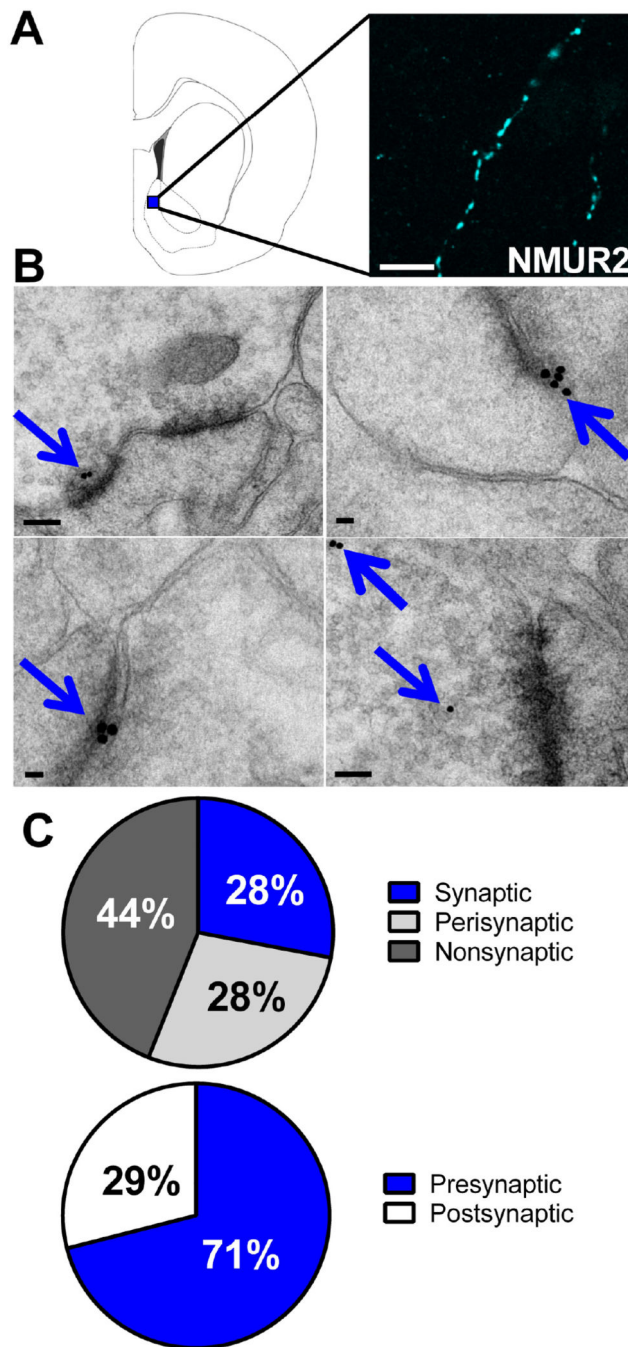 A
NMUR2
B
C
44%
28%
28%
Synaptic
Perisynaptic
Nonsynaptic
29%
71%
Presynaptic
Postsynaptic